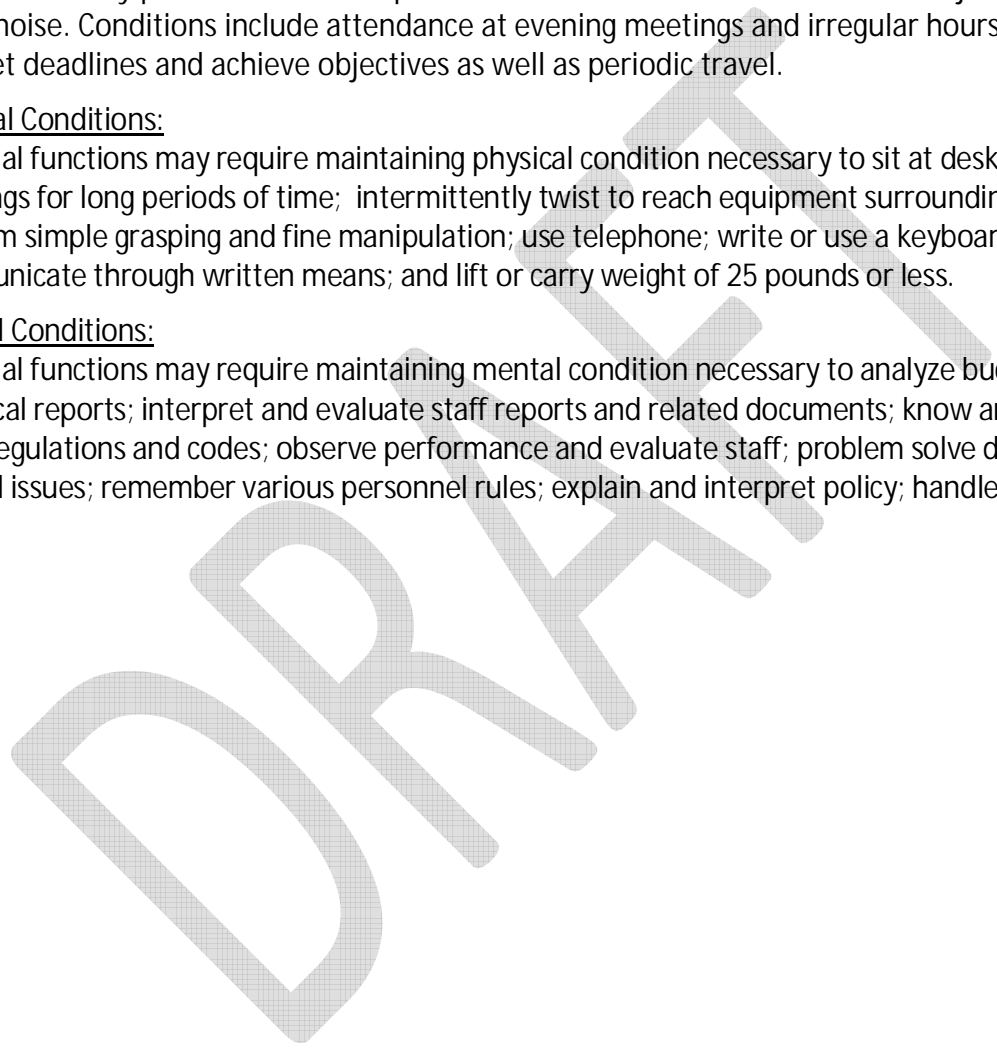 noise. Conditions include attendance at evening meetings and irregular hours
et deadlines and achieve objectives as well as periodic travel.
al Conditions:
al functions may require maintaining physical condition necessary to sit at desk
ngs for long periods of time; intermittently twist to reach equipment surroundin
m simple grasping and fine manipulation; use telephone; write or use a keyboar
unicate through written means; and lift or carry weight of 25 pounds or less.
l Conditions:
al functions may require maintaining mental condition necessary to analyze bu
cal reports; interpret and evaluate staff reports and related documents; know a
egulations and codes; observe performance and evaluate staff; problem solve d
l issues; remember various personnel rules; explain and interpret policy; handle
DRAFT